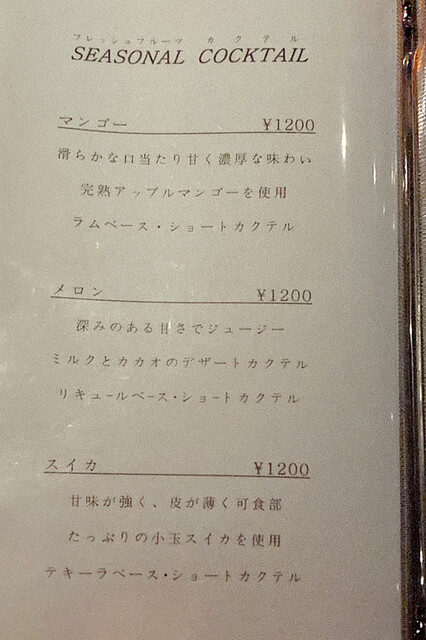 フレッシュフルーツ カクテル
SEASONAL COCKTAIL
マンゴー ¥1200
滑らかな口当たり甘く濃厚な味わい
完熟アップルマンゴーを使用
ラムベース・ショートカクテル
メロン ¥1200
深みのある甘さでジューシー
ミルクとカカオのデザートカクテル
リキュールベース・ショートカクテル
スイカ ¥1200
甘味が強く、皮が薄く可食部
たっぷりの小玉スイカを使用
テキーラベース・ショートカクテル